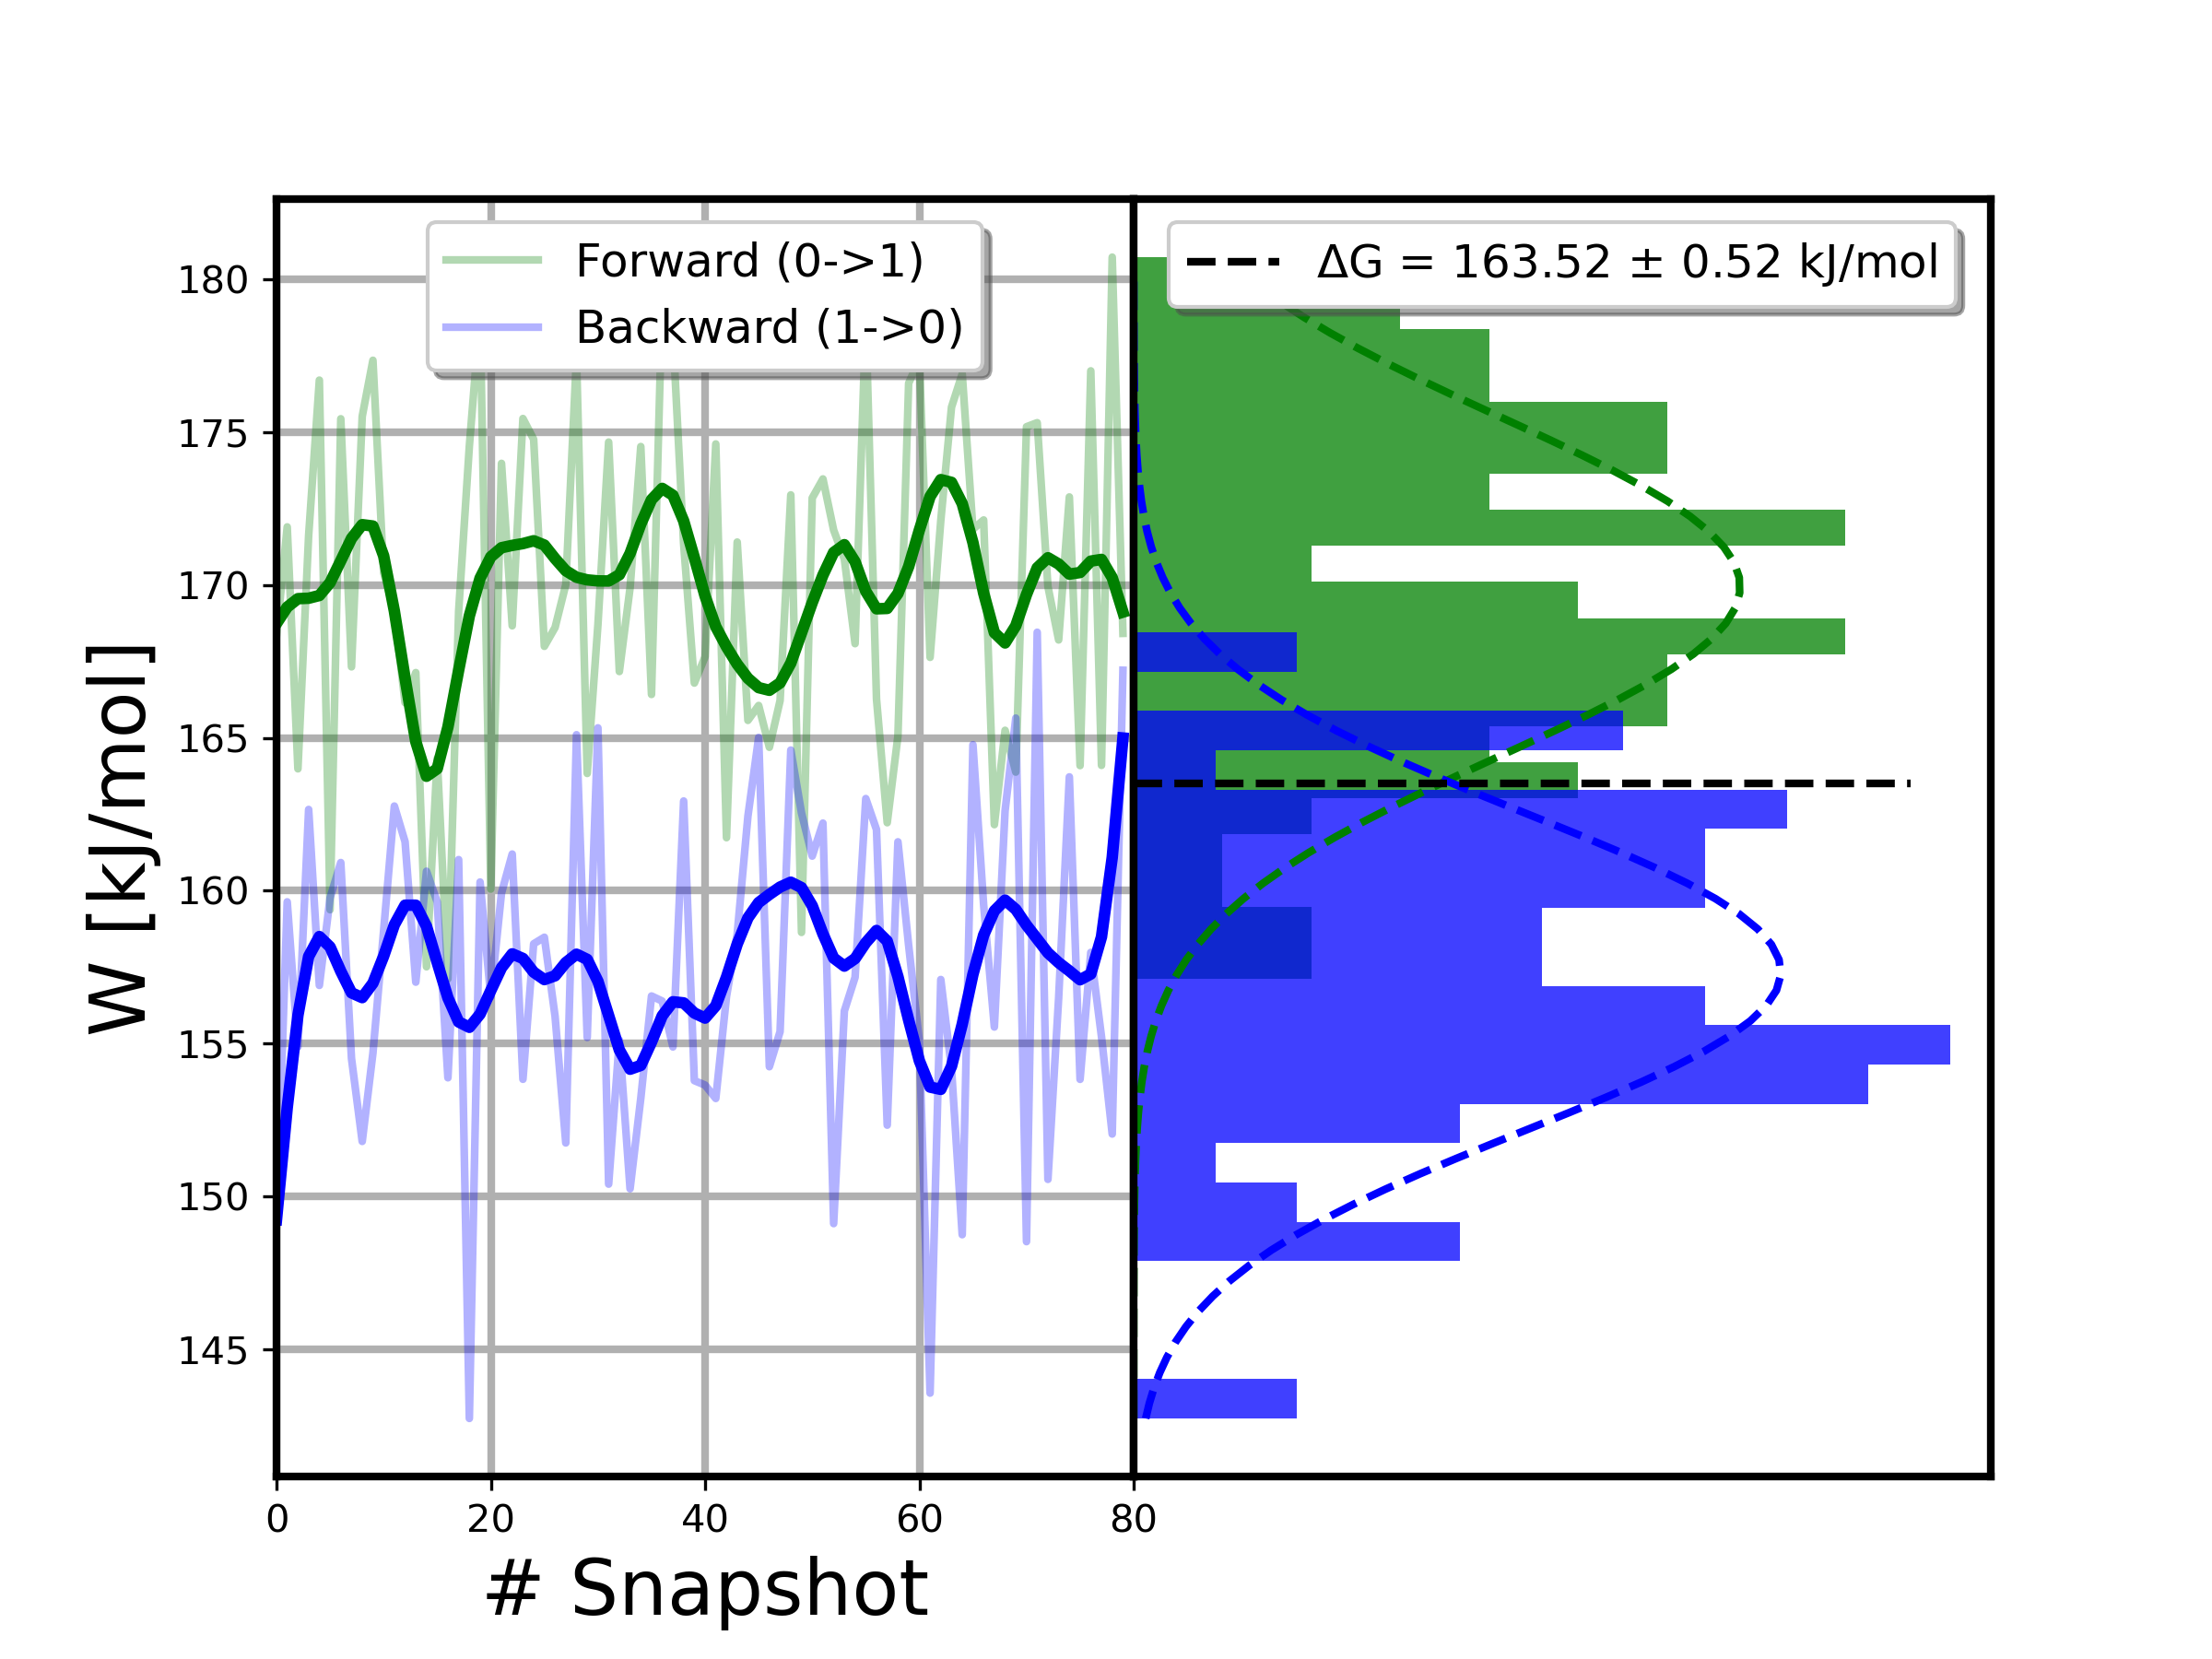 Forward (0->1)
Backward (1->0)
ΔG = 163.52 ± 0.52 kJ/mol
180
175
170
165
160
155
150
145
W [kJ/mol]
0
20
40
60
80
# Snapshot